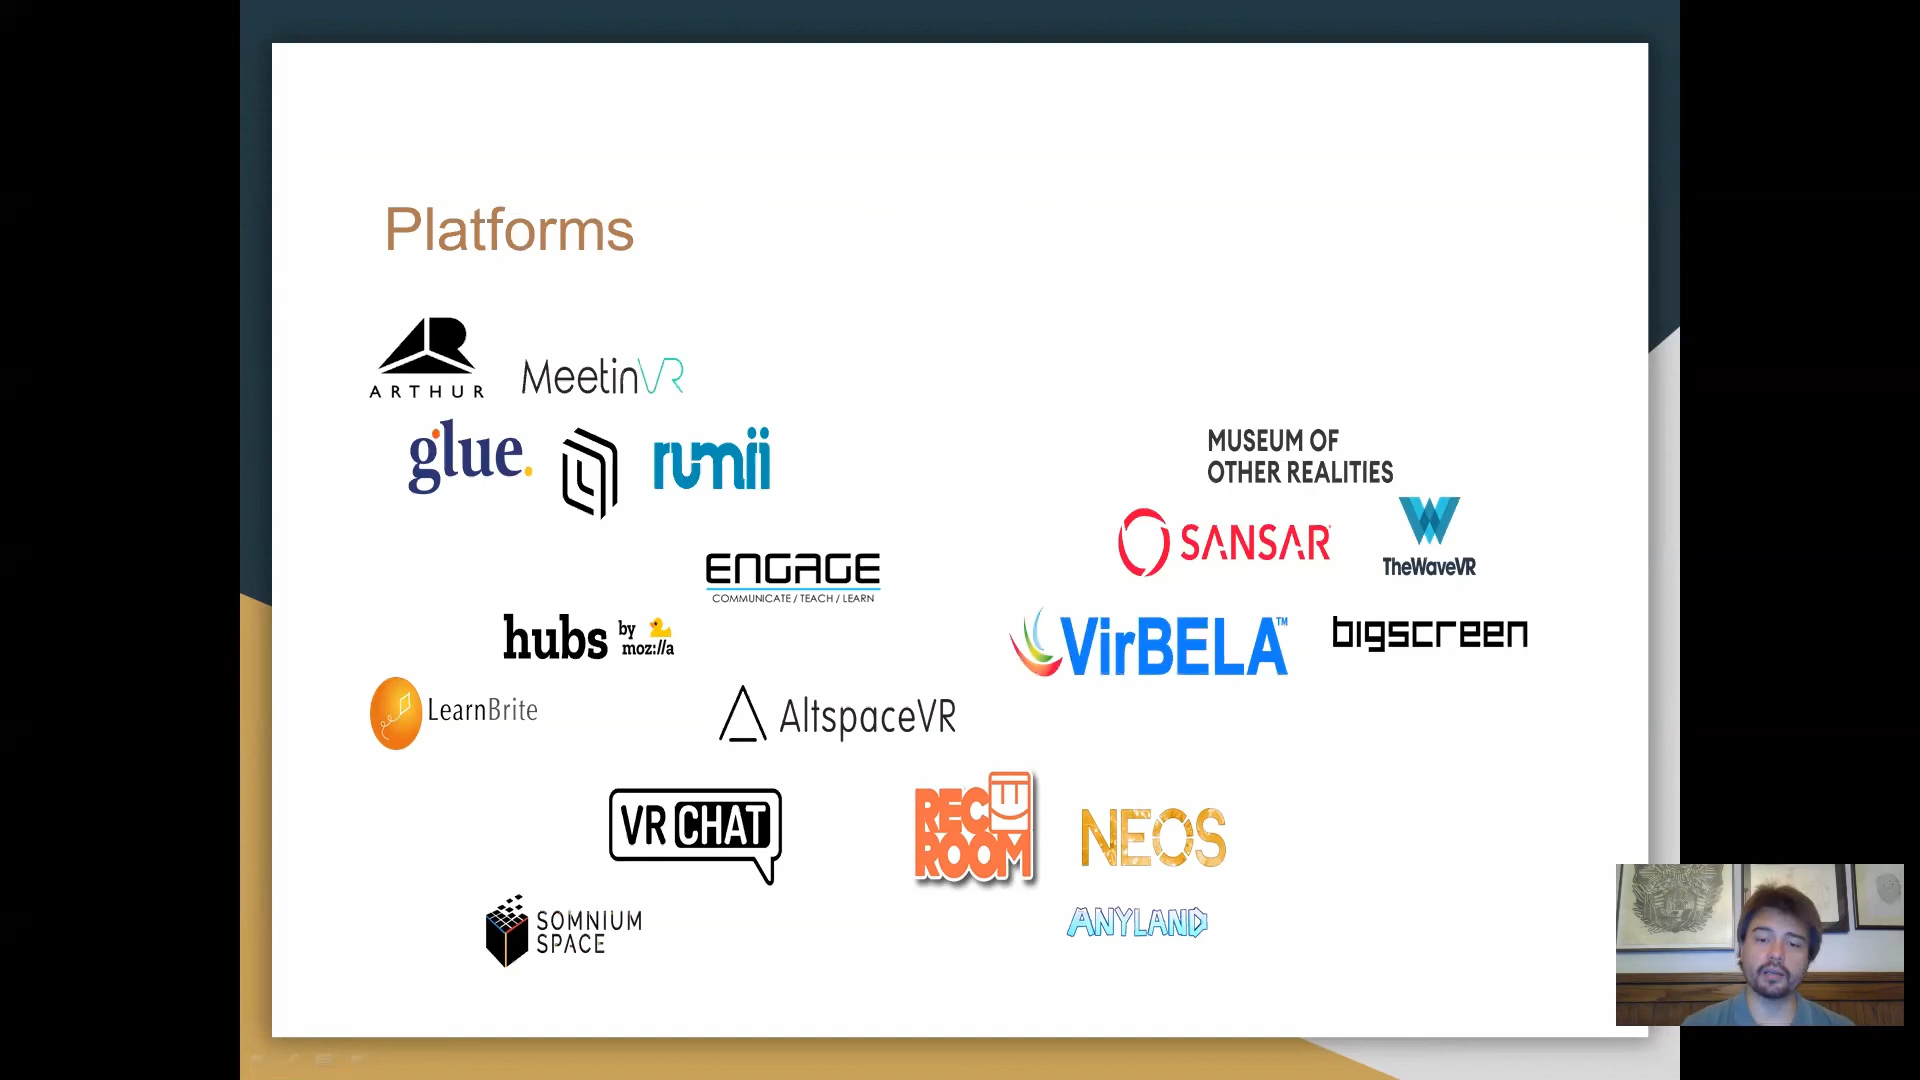 Platforms
ARTHUR
MeetinVR
glue.
rumii
MUSEUM OF
OTHER REALITIES
SANSAR
TheWaveVR
ENGAGE
COMMUNICATE / TEACH / LEARN
hubs by
moz://a
VirBELA™
bigscreen
LearnBrite
AltspaceVR
VR CHAT
REC
ROOM
NEOS
SOMNIUM
SPACE
ANYLAND